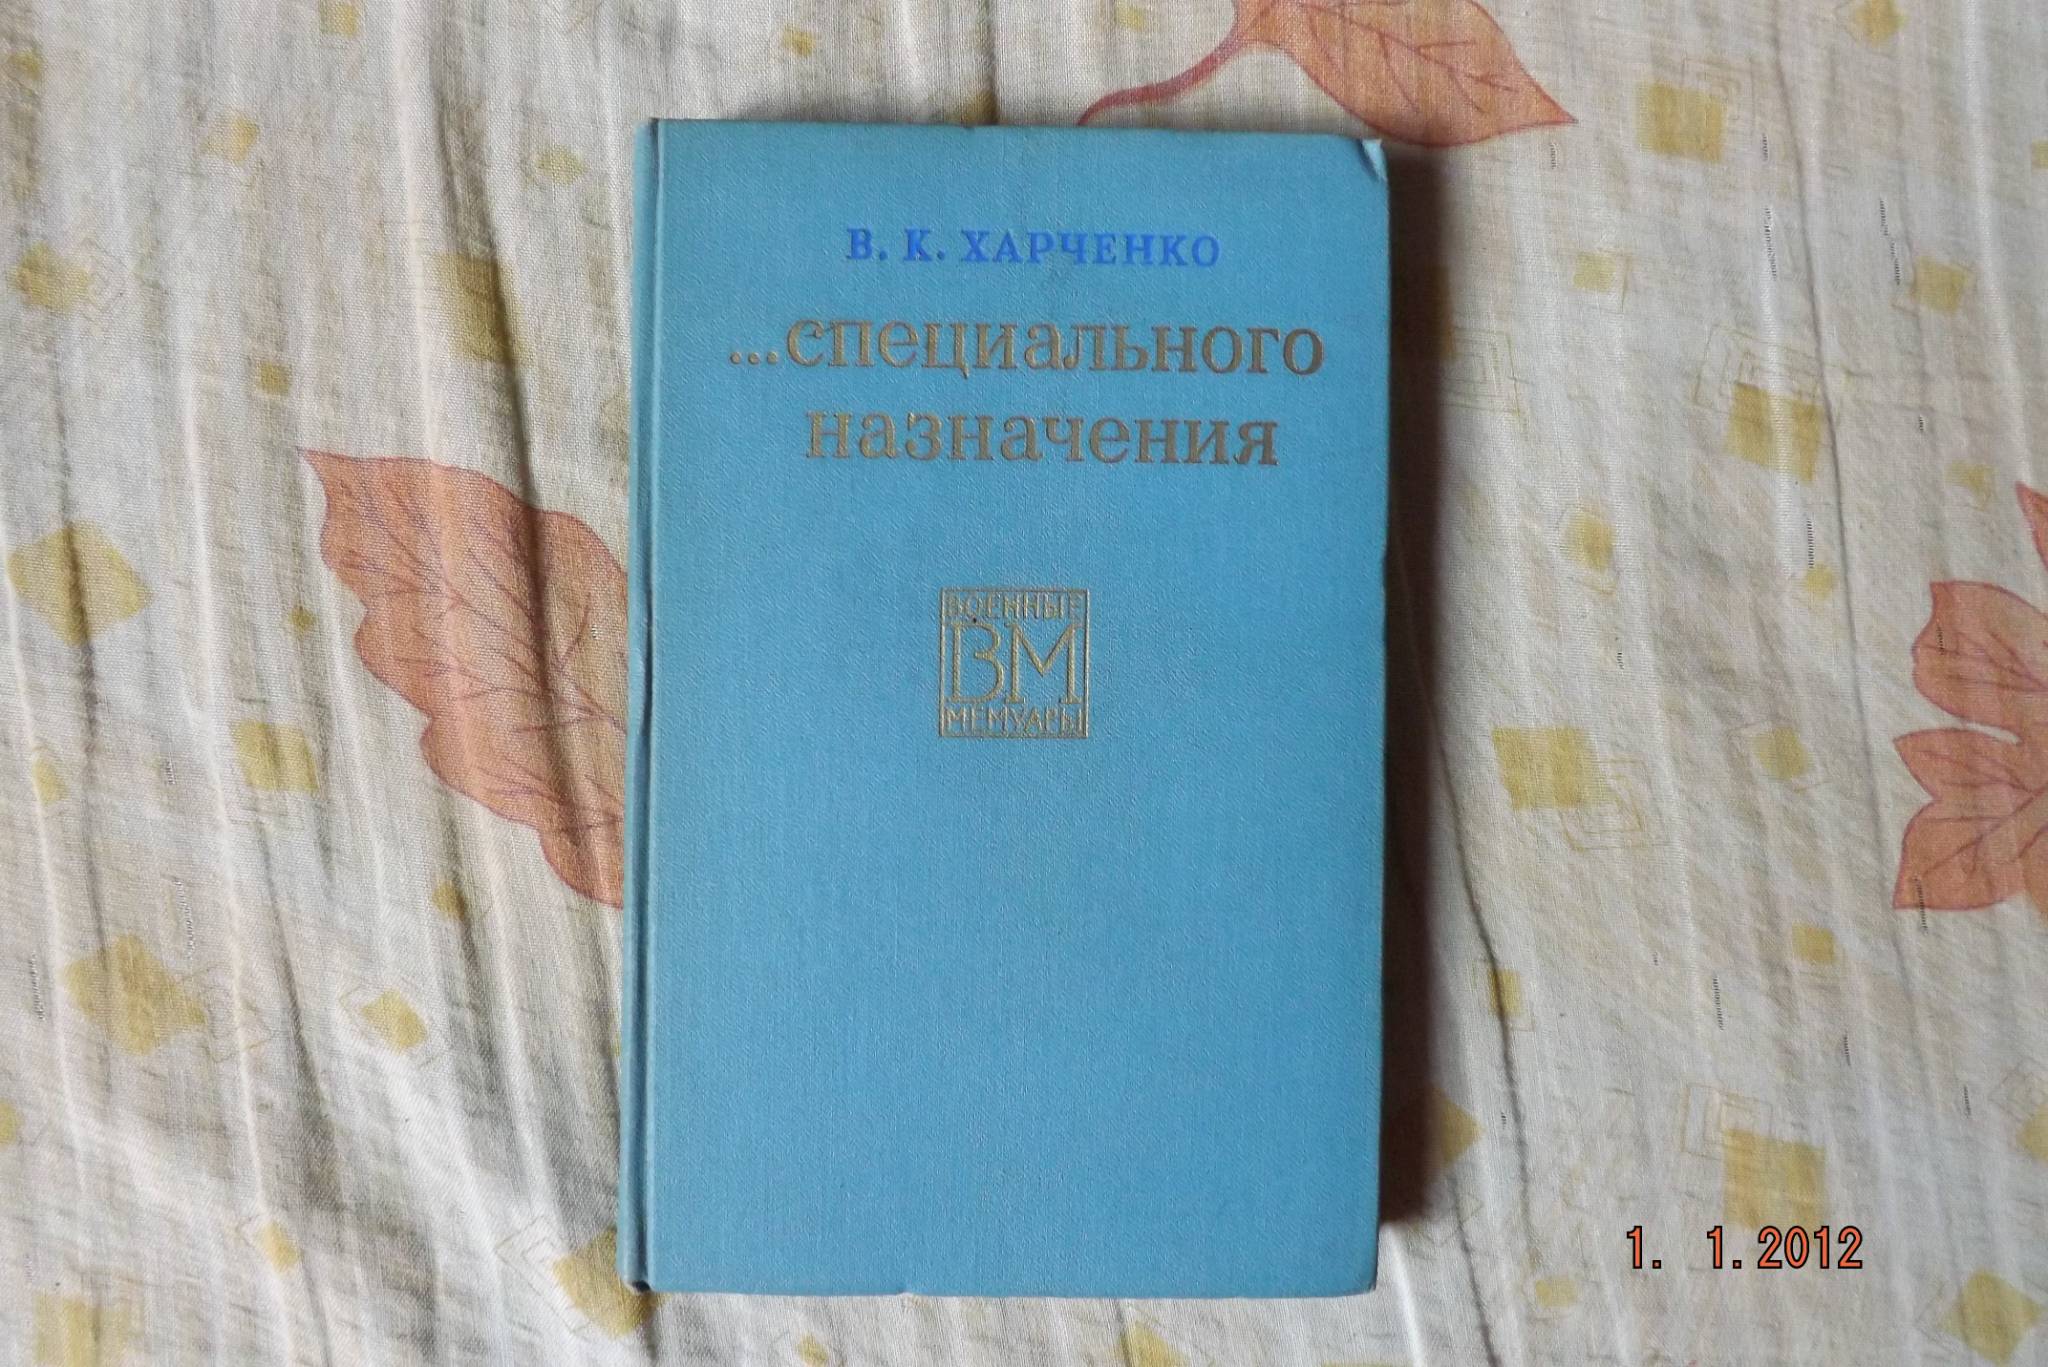 В. К. ХАРЧЕНКО
...специального
назначения
ВОЕННЫЕ
ВМ
МЕМУАРЫ
1. 1.2012